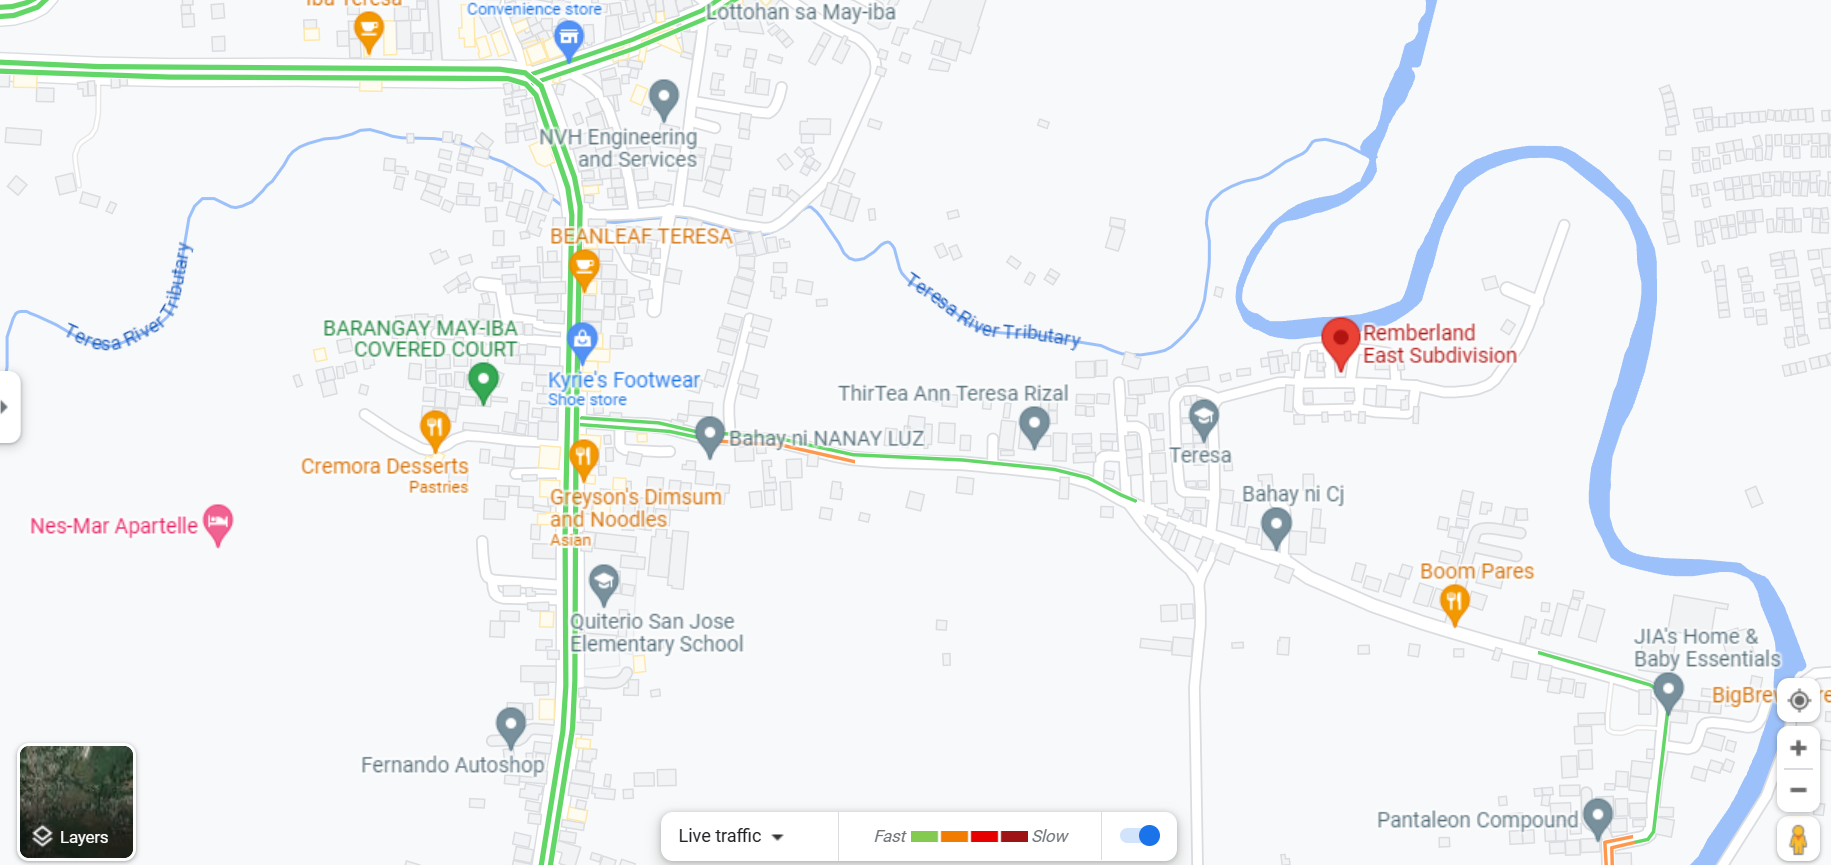 Iba Teresa
Convenience store
Lottohan sa May-iba
NVH Engineering
and Services
BEANLEAF TERESA
Teresa River Tributary
Teresa River Tributary
BARANGAY MAY-IBA
COVERED COURT
Remberland
East Subdivision
Kyrie's Footwear
Shoe store
ThirTea Ann Teresa Rizal
Bahay ni NANAY LUZ
Teresa
Cremora Desserts
Pastries
Greyson's Dimsum
and Noodles
Asian
Bahay ni Cj
Nes-Mar Apartelle
Boom Pares
Quiterio San Jose
Elementary School
JIA's Home &
Baby Essentials
Fernando Autoshop
Pantaleon Compound
Layers
Live traffic
Fast
Slow